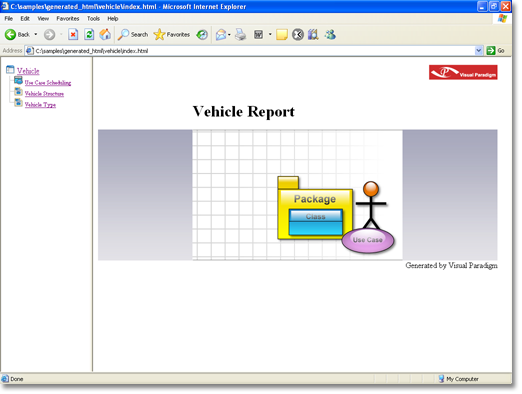 C:\samples\generated_html\vehicle\index.html - Microsoft Internet Explorer
File Edit View Favorites Tools Help
Back Search Favorites
Address C:\samples\generated_html\vehicle\index.html Go
Visual Paradigm
Vehicle
Use Case Scheduling
Vehicle Structure
Vehicle Type
Vehicle Report
Package
Class
Use Case
Generated by Visual Paradigm
Done My Computer